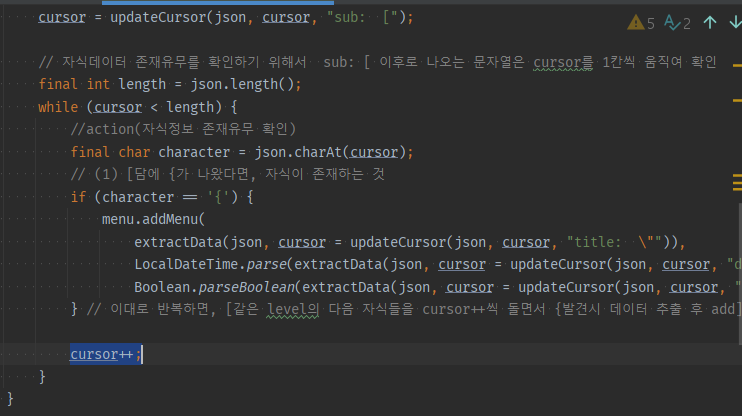 5 2
cursor = updateCursor(json, cursor, "sub: [");
// 자식데이터 존재유무를 확인하기 위해서 sub: [ 이후로 나오는 문자열은 cursor를 1칸씩 움직여 확인
final int length = json.length();
while (cursor < length) {
//action(자식정보 존재유무 확인)
final char character = json.charAt(cursor);
// (1) [담에 {가 나왔다면, 자식이 존재하는 것
if (character == '{') {
menu.addMenu(
extractData(json, cursor = updateCursor(json, cursor, "title: \"")),
LocalDateTime.parse(extractData(json, cursor = updateCursor(json, cursor, "d
Boolean.parseBoolean(extractData(json, cursor = updateCursor(json, cursor, "
} // 이대로 반복하면, [같은 level의 다음 자식들을 cursor++씩 돌면서 {발견시 데이터 추출 후 add]
cursor++;
}
}